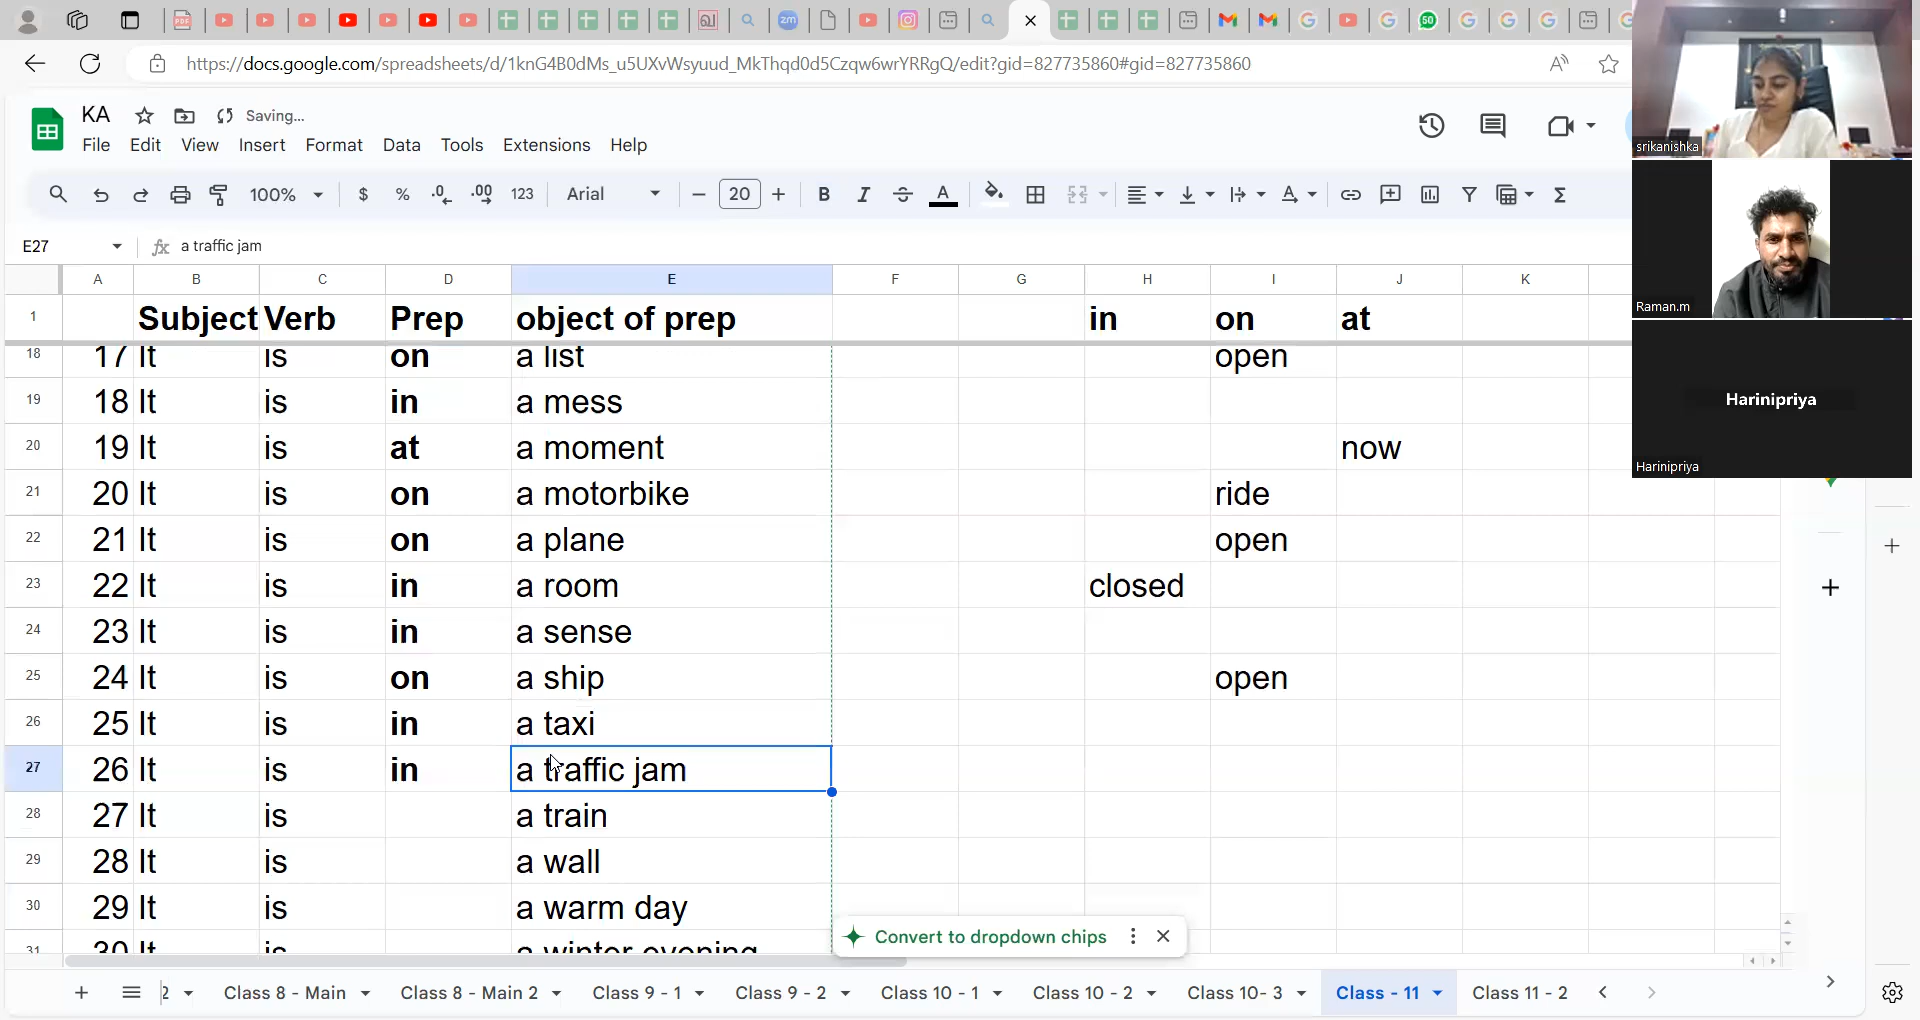 https://docs.google.com/spreadsheets/d/1knG4B0dMs_u5UXvWsyuud_MkThqd0d5Czqw6wrYRRgQ/edit?gid=827735860#gid=827735860
KA Saving...
File Edit View Insert Format Data Tools Extensions Help
100% $ % .0 .00 123 Arial 20 B I A
E27 fx a traffic jam
A B C D E F G H I J K
1 Subject Verb Prep object of prep in on at
18 17 It is on a list open
19 18 It is in a mess
20 19 It is at a moment now
21 20 It is on a motorbike ride
22 21 It is on a plane open
23 22 It is in a room closed
24 23 It is in a sense
25 24 It is on a ship open
26 25 It is in a taxi
27 26 It is in a traffic jam
28 27 It is a train
29 28 It is a wall
30 29 It is a warm day
31 30 It is a winter evening
Convert to dropdown chips
2 Class 8 - Main Class 8 - Main 2 Class 9 - 1 Class 9 - 2 Class 10 - 1 Class 10 - 2 Class 10- 3 Class - 11 Class 11 - 2
srikanishka
Raman.m
Harinipriya
Harinipriya